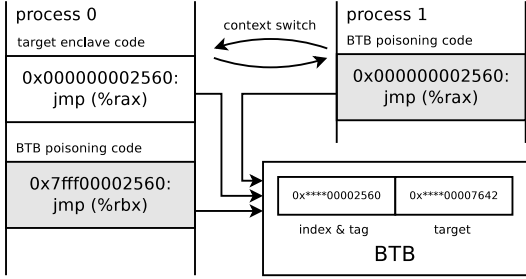 process 0
target enclave code
0x000000002560:
jmp (%rax)
BTB poisoning code
0x7fff00002560:
jmp (%rbx)
context switch
process 1
BTB poisoning code
0x000000002560:
jmp (%rax)
0x****00002560
0x****00007642
index & tag
target
BTB